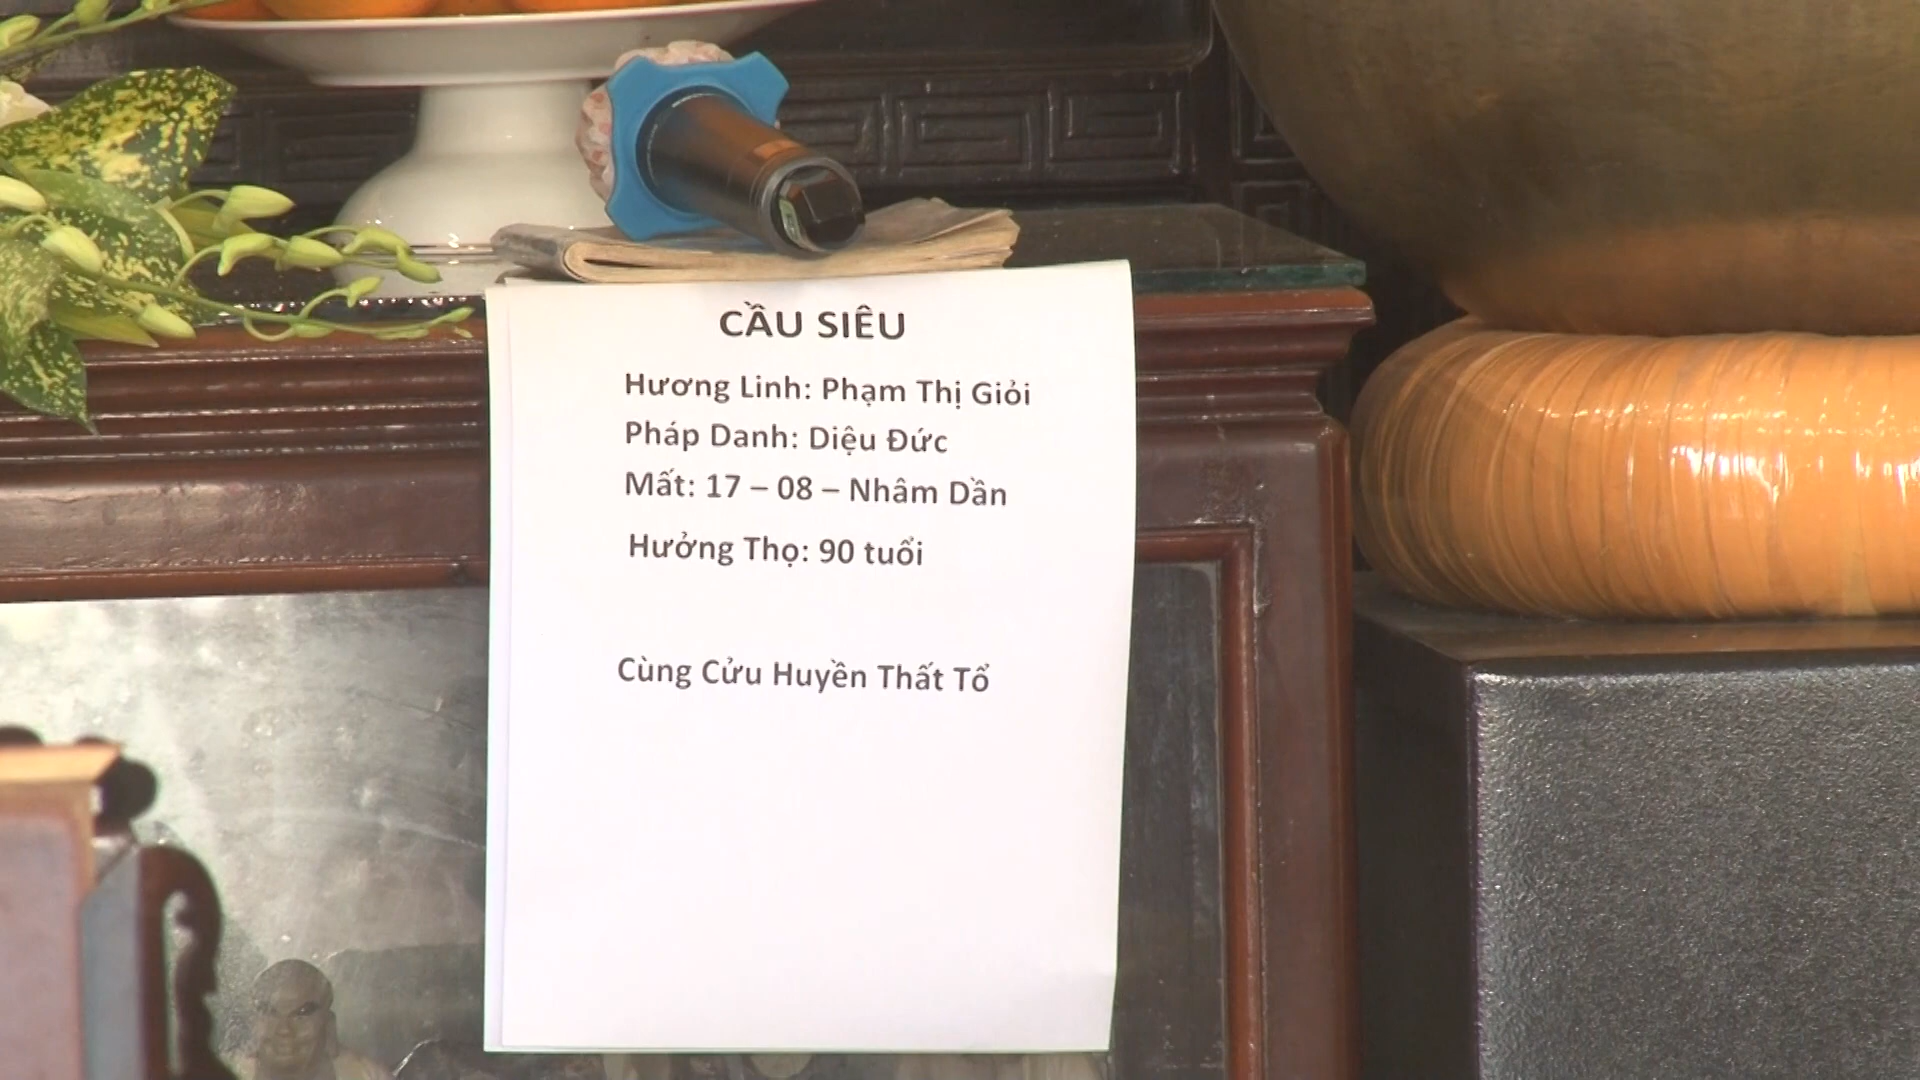 CẦU SIÊU
Hương Linh: Phạm Thị Giỏi
Pháp Danh: Diệu Đức
Mất: 17 – 08 – Nhâm Dần
Hưởng Thọ: 90 tuổi
Cùng Cửu Huyền Thất Tổ